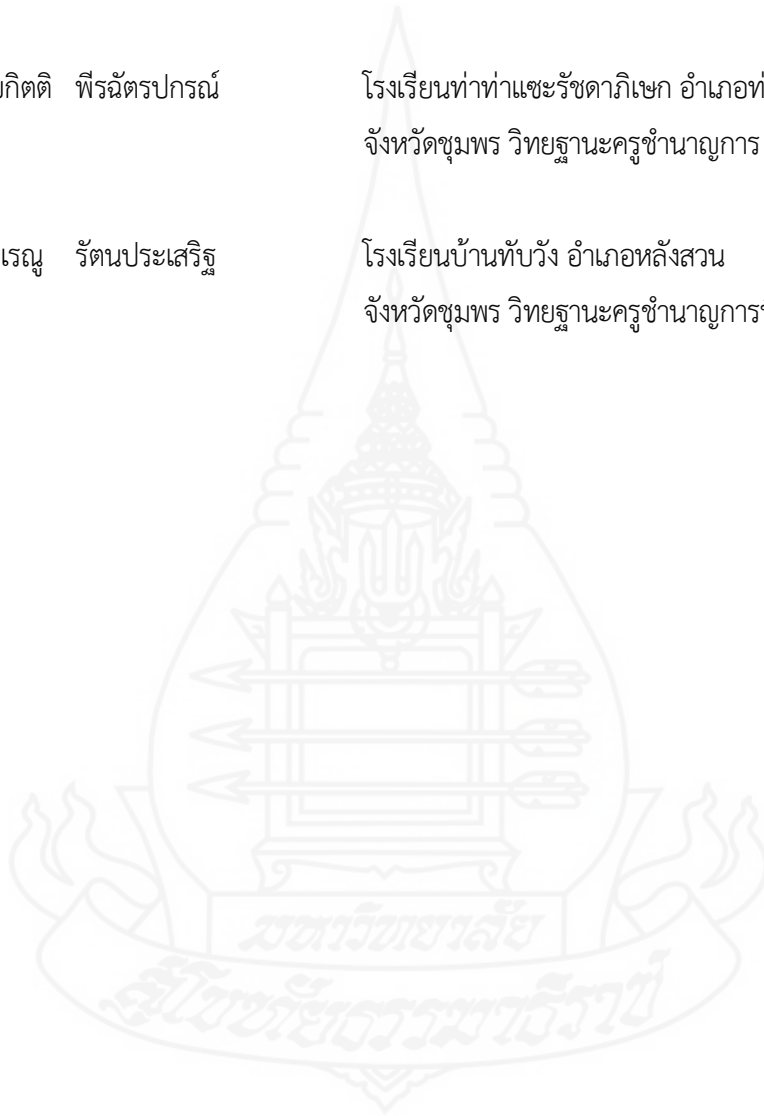 กิตติ พีรฉัตรปกรณ์ โรงเรียนท่าท่าแซะรัชดาภิเษก อำเภอท่
จังหวัดชุมพร วิทยฐานะครูชำนาญการ
เรณู รัตนประเสริฐ โรงเรียนบ้านทับวัง อำเภอหลังสวน
จังหวัดชุมพร วิทยฐานะครูชำนาญการ
มหาวิทยาลัย
สุโขทัยธรรมาธิราช